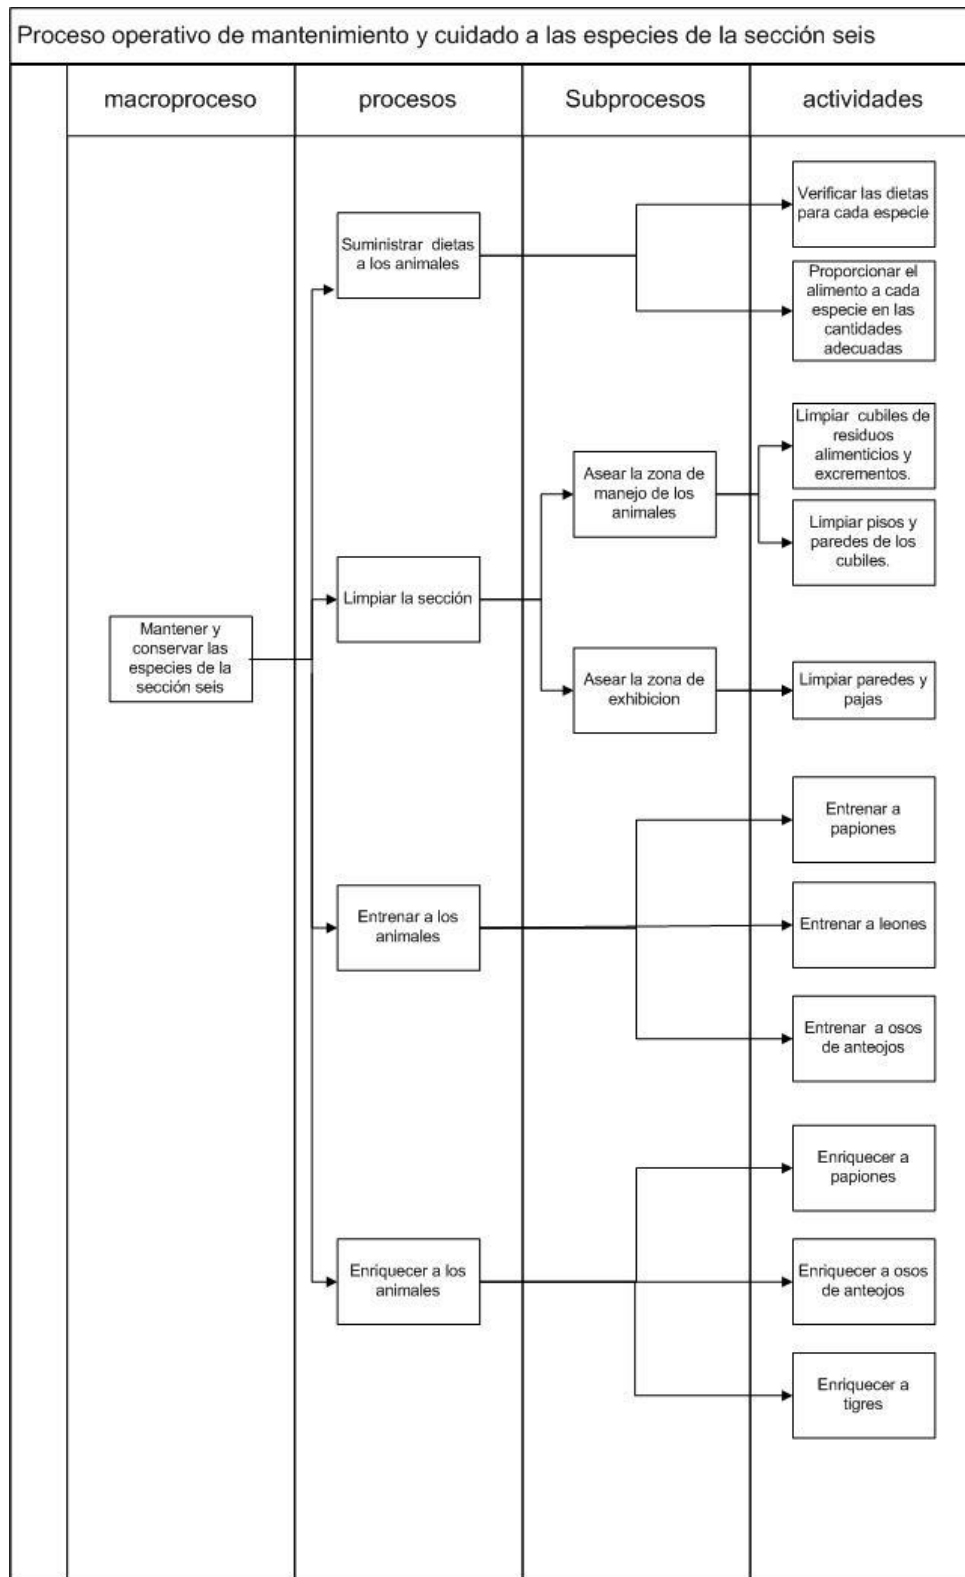 Proceso operativo de mantenimiento y cuidado a las especies de la sección seis
macroproceso
procesos
Subprocesos
actividades
Verificar las dietas
para cada especie
Suministrar dietas
a los animales
Proporcionar el
alimento a cada
especie en las
cantidades
adecuadas
Limpiar cubiles de
residuos
alimenticios y
excrementos.
Asear la zona de
manejo de los
animales
Limpiar pisos y
paredes de los
cubiles.
Limpiar la sección
Mantener y
conservar las
especies de la
sección seis
Asear la zona de
exhibicion
Limpiar paredes y
pajas
Entrenar a
papiones
Entrenar a los
animales
Entrenar a leones
Entrenar a osos
de anteojos
Enriquecer a
papiones
Enriquecer a los
animales
Enriquecer a osos
de anteojos
Enriquecer a
tigres